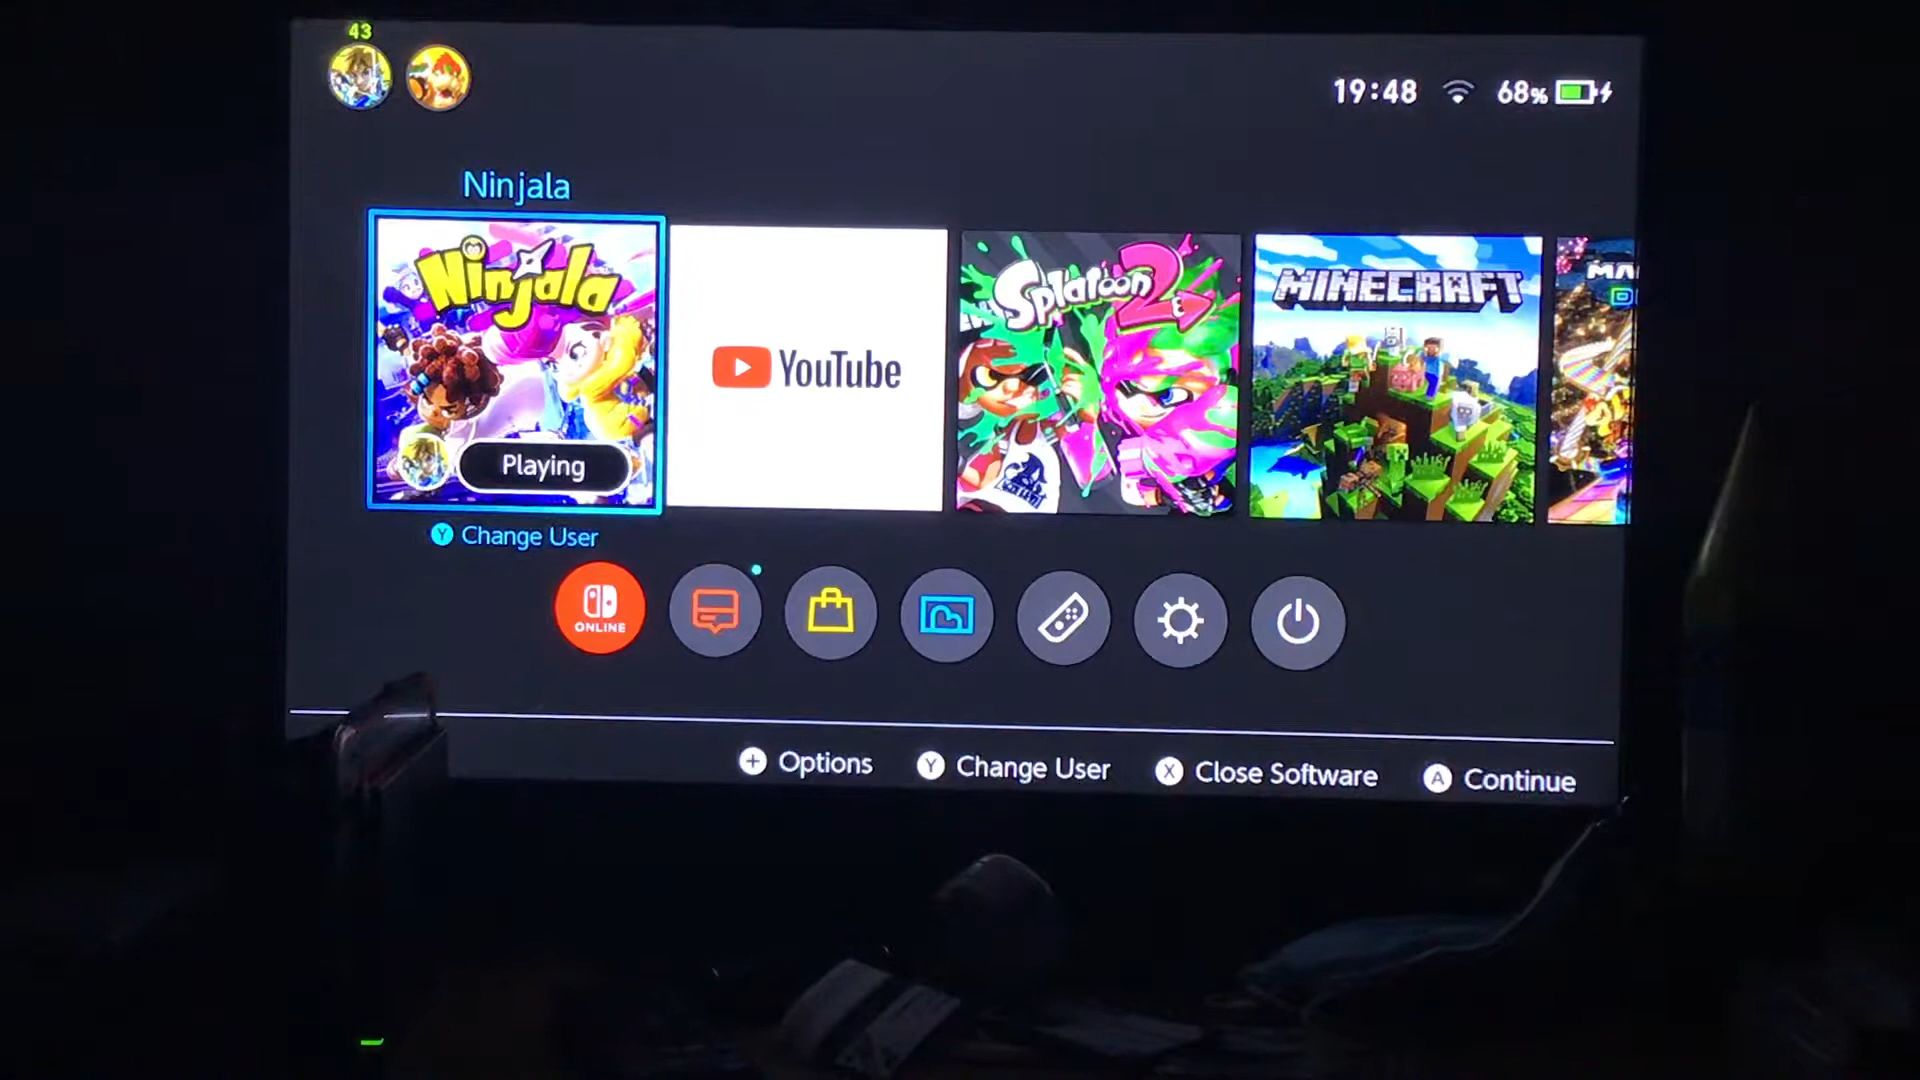 43
19:48 68%
Ninjala
Ninjala
Playing
YouTube
Splatoon 2
MINECRAFT
MA
D
Y Change User
ONLINE
+ Options Y Change User X Close Software A Continue